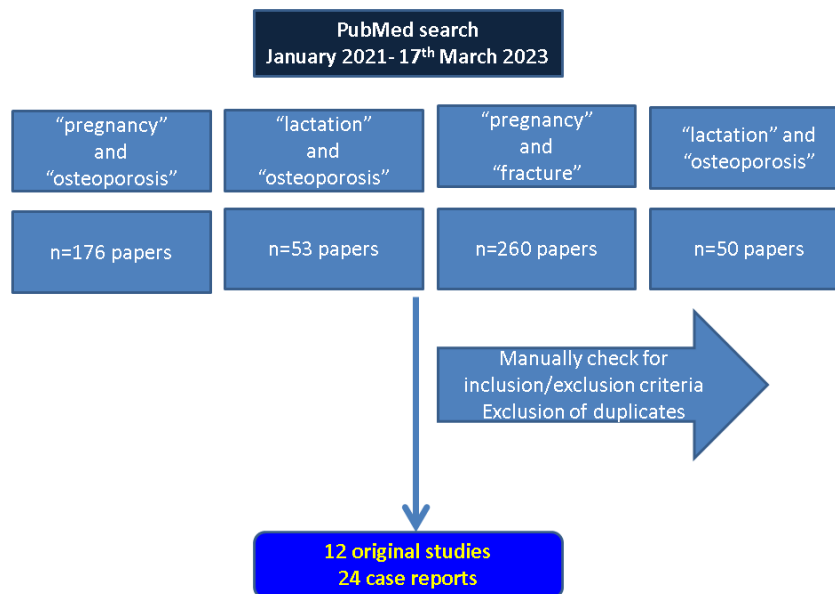 PubMed search
January 2021- 17th March 2023
“pregnancy”
and
“osteoporosis”
“lactation”
and
“osteoporosis”
“pregnancy”
and
“fracture”
“lactation” and
“osteoporosis”
n=176 papers
n=53 papers
n=260 papers
n=50 papers
Manually check for
inclusion/exclusion criteria
Exclusion of duplicates
12 original studies
24 case reports